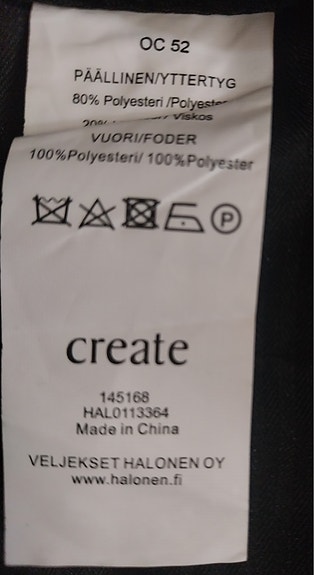 OC 52
PÄÄLLINEN/YTTERTYG
80% Polyesteri /Polyester
20% Viskos
VUORI/FODER
100%Polyesteri/ 100%Polyester
P
create
145168
HAL0113364
Made in China
VELJEKSET HALONEN OY
www.halonen.fi